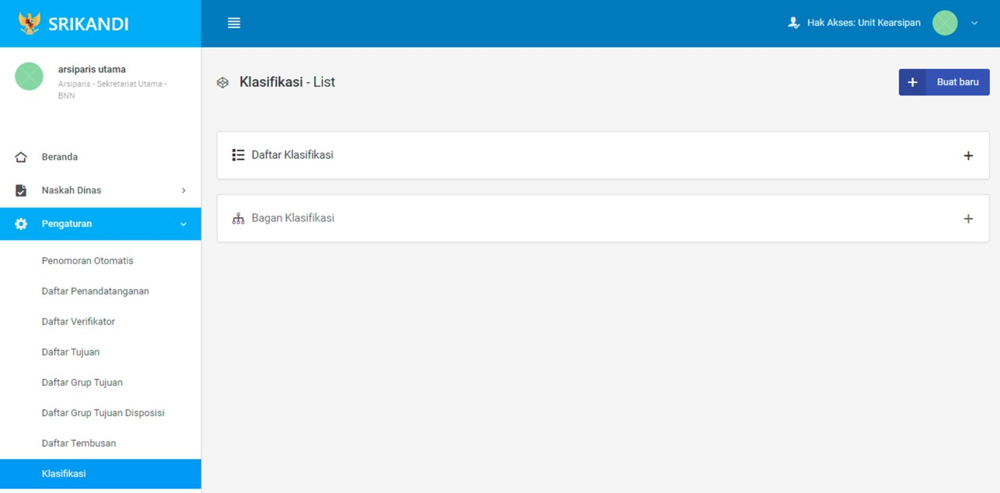 SRIKANDI
Hak Akses: Unit Kearsipan
arsiparis utama
Arsiparis - Sekretariat Utama -
BNN
Klasifikasi - List
Buat baru
Beranda
Naskah Dinas
Pengaturan
Penomoran Otomatis
Daftar Penandatanganan
Daftar Verifikator
Daftar Tujuan
Daftar Grup Tujuan
Daftar Grup Tujuan Disposisi
Daftar Tembusan
Klasifikasi
Daftar Klasifikasi
Bagan Klasifikasi